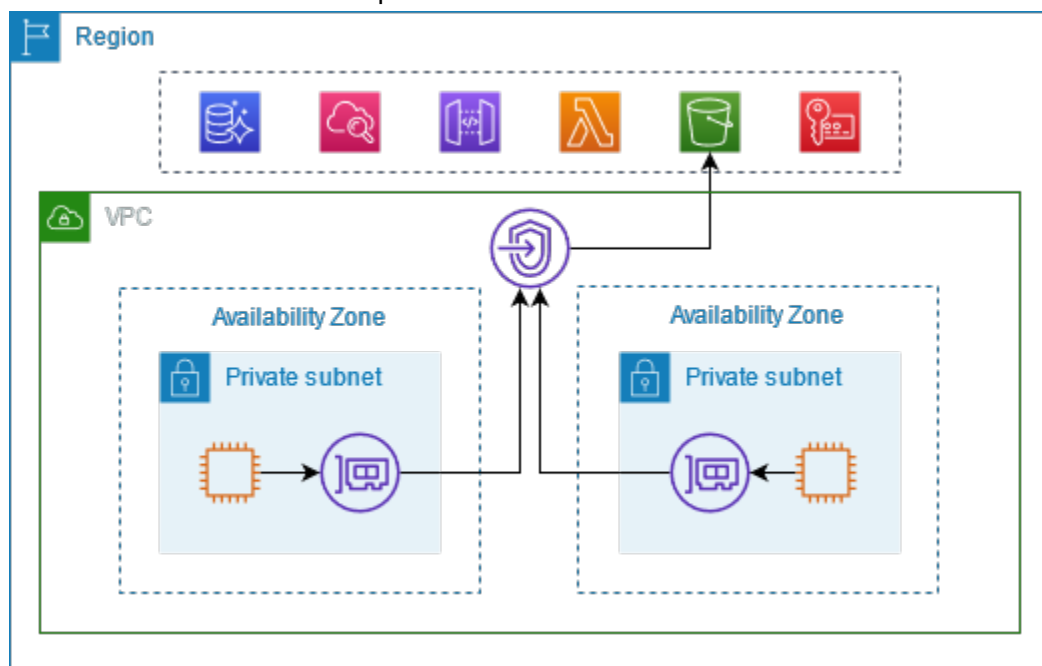 Region
VPC
Availability Zone
Private subnet
Availability Zone
Private subnet